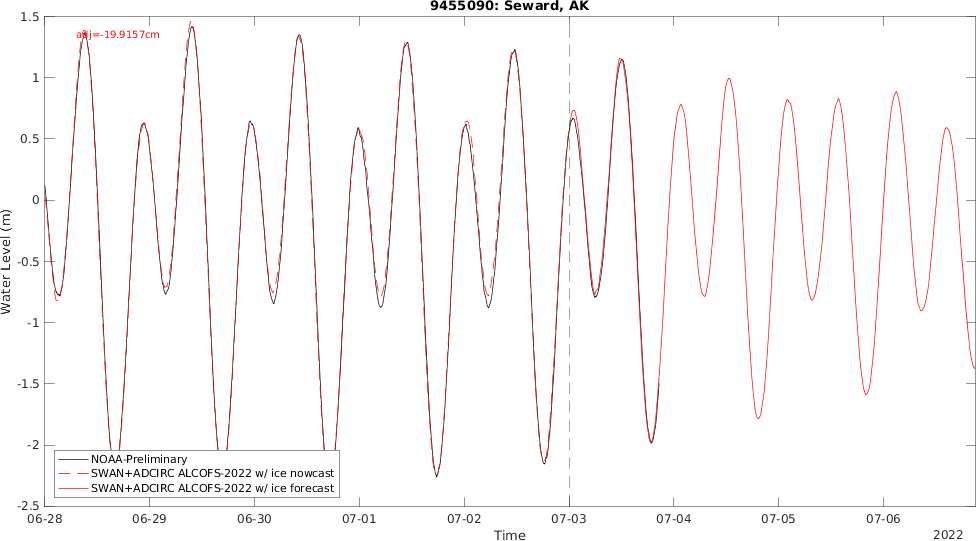 9455090: Seward, AK
adj=-19.9157cm
1.5
1
0.5
0
-0.5
-1
-1.5
-2
-2.5
Water Level (m)
NOAA-Preliminary
SWAN+ADCIRC ALCOFS-2022 w/ ice nowcast
SWAN+ADCIRC ALCOFS-2022 w/ ice forecast
06-28 06-29 06-30 07-01 07-02 07-03 07-04 07-05 07-06
Time
2022